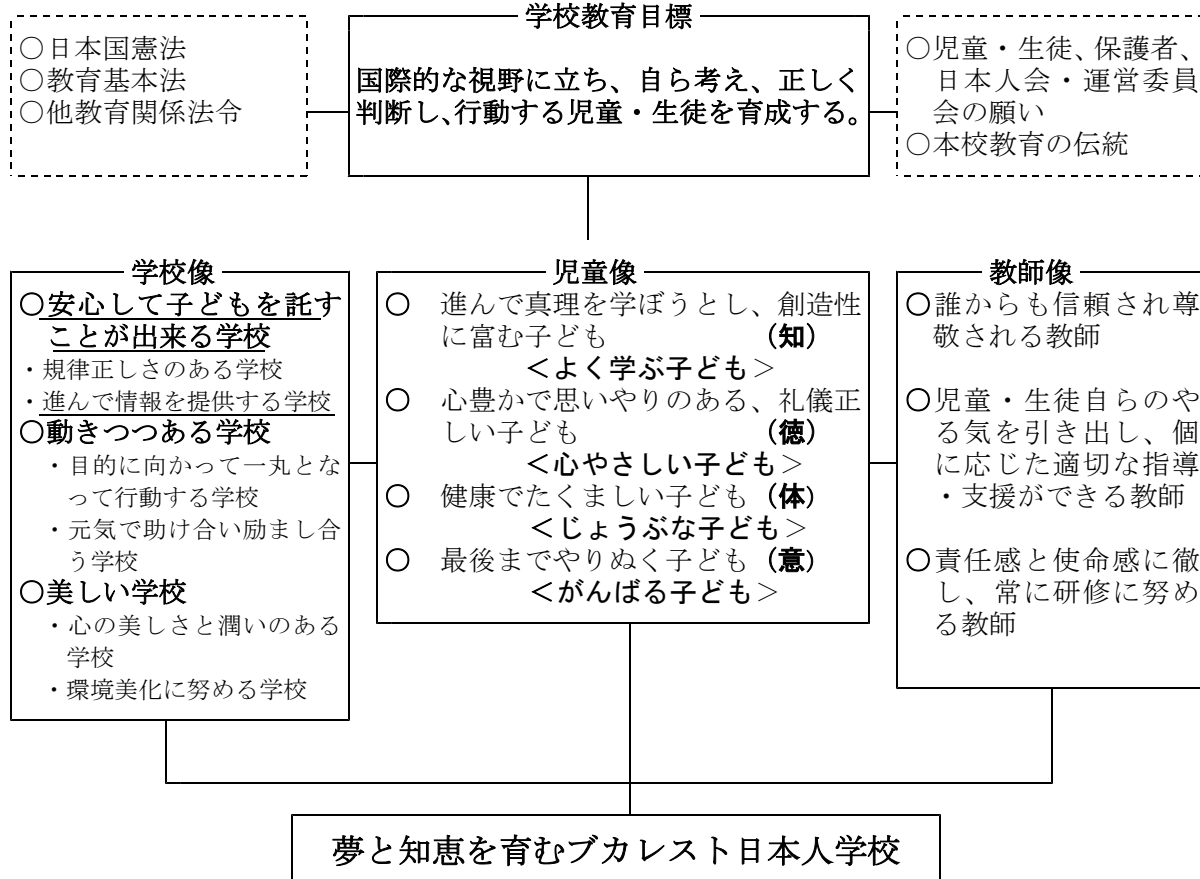 学校教育目標
国際的な視野に立ち、自ら考え、正しく
判断し、行動する児童・生徒を育成する。
○日本国憲法
○教育基本法
○他教育関係法令
○児童・生徒、保護者、
日本人会・運営委員
会の願い
○本校教育の伝統
学校像
○安心して子どもを託す
ことが出来る学校
・規律正しさのある学校
・進んで情報を提供する学校
○動きつつある学校
・目的に向かって一丸とな
って行動する学校
・元気で助け合い励まし合
う学校
○美しい学校
・心の美しさと潤いのある
学校
・環境美化に努める学校
児童像
○ 進んで真理を学ぼうとし、創造性
に富む子ども (知)
＜よく学ぶ子ども＞
○ 心豊かで思いやりのある、礼儀正
しい子ども (徳)
＜心やさしい子ども＞
○ 健康でたくましい子ども (体)
＜じょうぶな子ども＞
○ 最後までやりぬく子ども (意)
＜がんばる子ども＞
教師像
○誰からも信頼され尊
敬される教師
○児童・生徒自らのや
る気を引き出し、個
に応じた適切な指導
・支援ができる教師
○責任感と使命感に徹
し、常に研修に努め
る教師
夢と知恵を育むブカレスト日本人学校